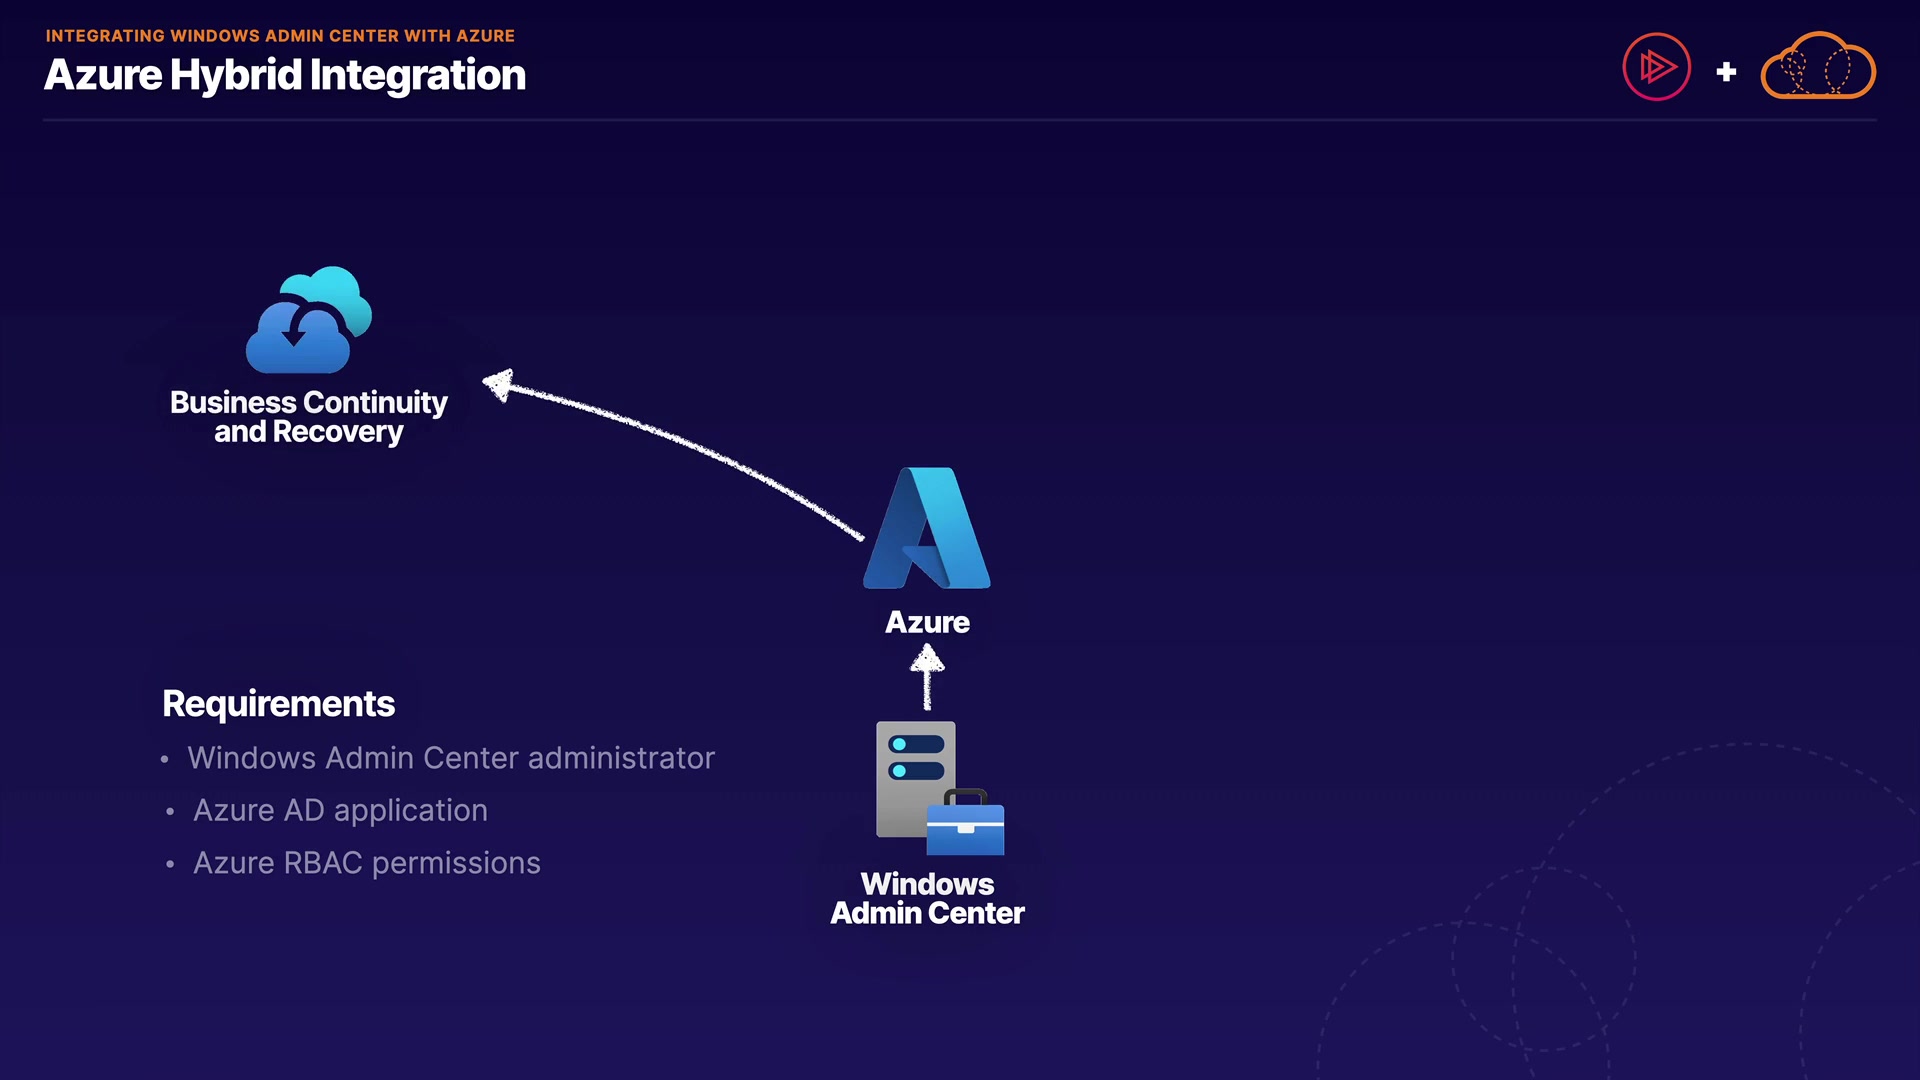 INTEGRATING WINDOWS ADMIN CENTER WITH AZURE
Azure Hybrid Integration
Business Continuity
and Recovery
Azure
Requirements
• Windows Admin Center administrator
• Azure AD application
• Azure RBAC permissions
Windows
Admin Center